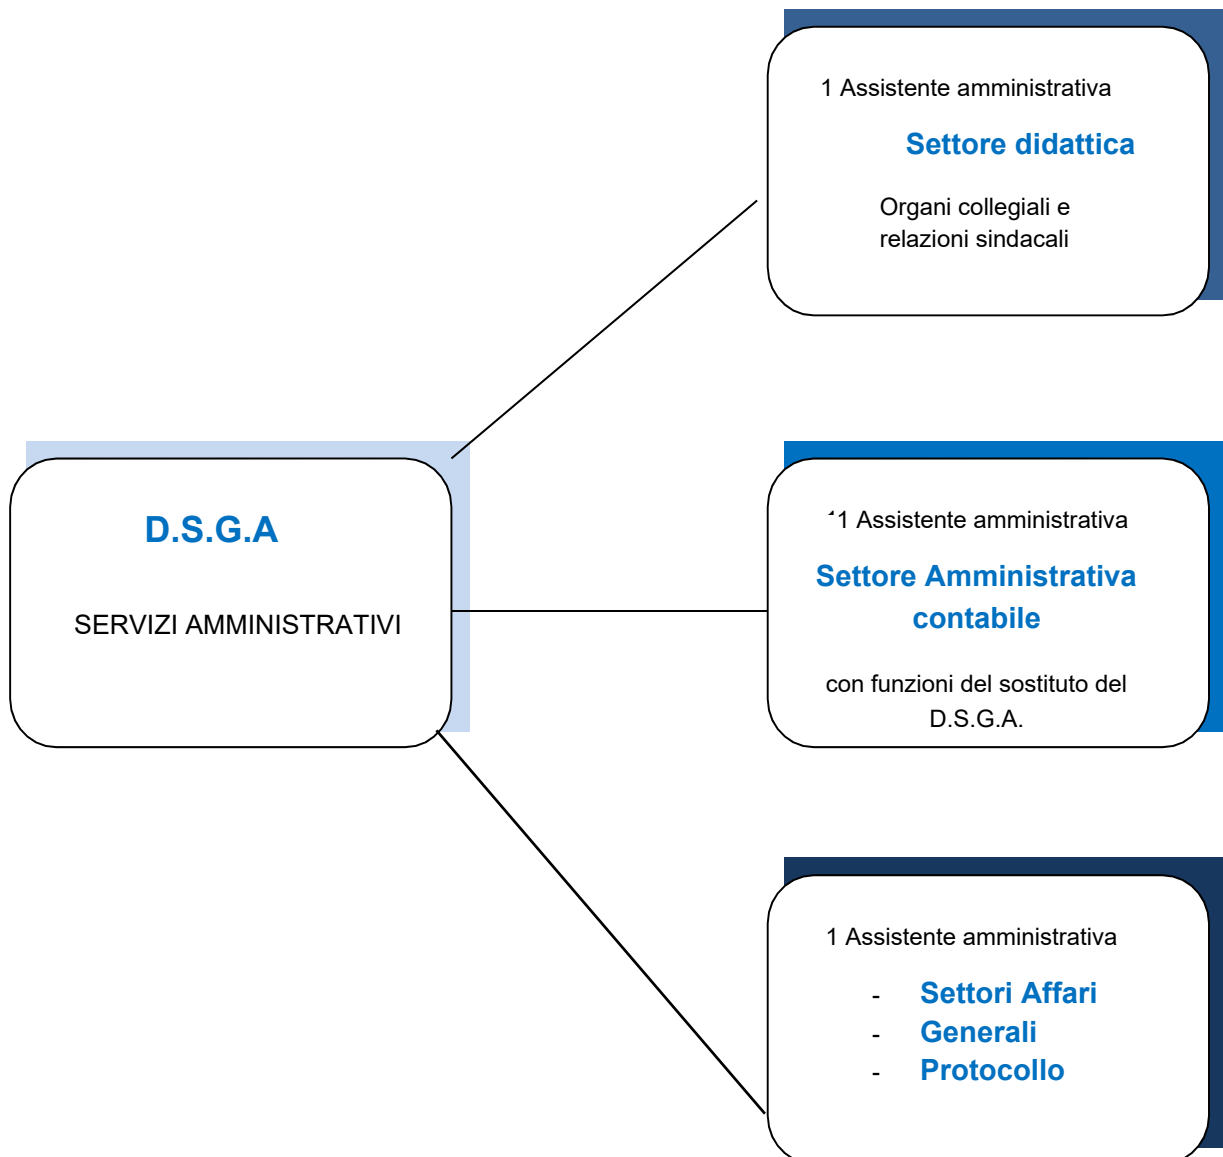 1 Assistente amministrativa
Settore didattica
Organi collegiali e
relazioni sindacali
D.S.G.A
SERVIZI AMMINISTRATIVI
1 Assistente amministrativa
Settore Amministrativa
contabile
con funzioni del sostituto del
D.S.G.A.
1 Assistente amministrativa
- Settori Affari
- Generali
- Protocollo